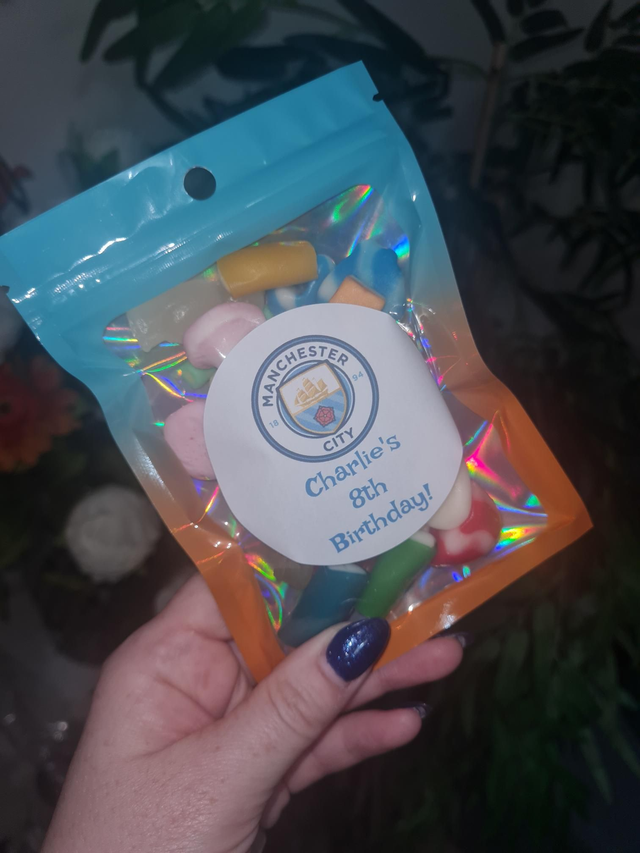 MANCHESTER
18 94
CITY
Charlie's
8th
Birthday!